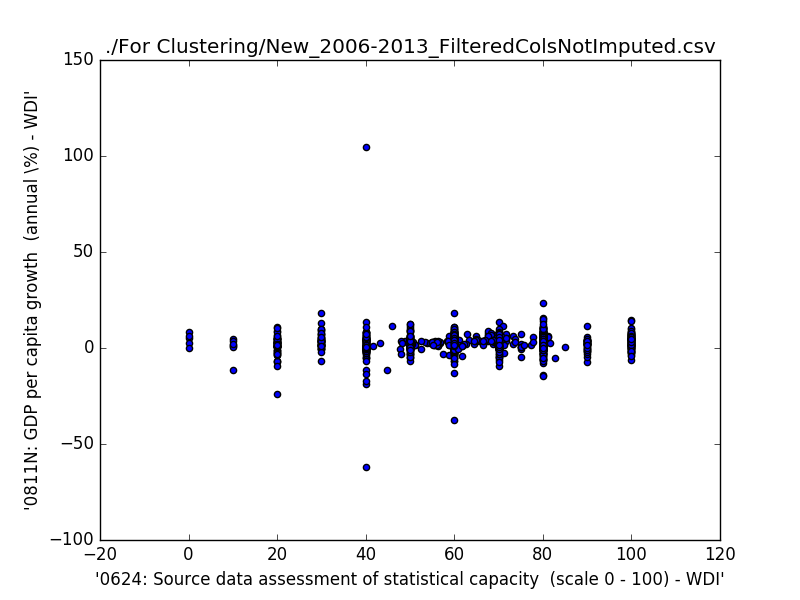 ./For Clustering/New_2006-2013_FilteredColsNotImputed.csv
150
100
50
0
−50
−100
−20 0 20 40 60 80 100 120
'0811N: GDP per capita growth  (annual \%) - WDI'
'0624: Source data assessment of statistical capacity  (scale 0 - 100) - WDI'